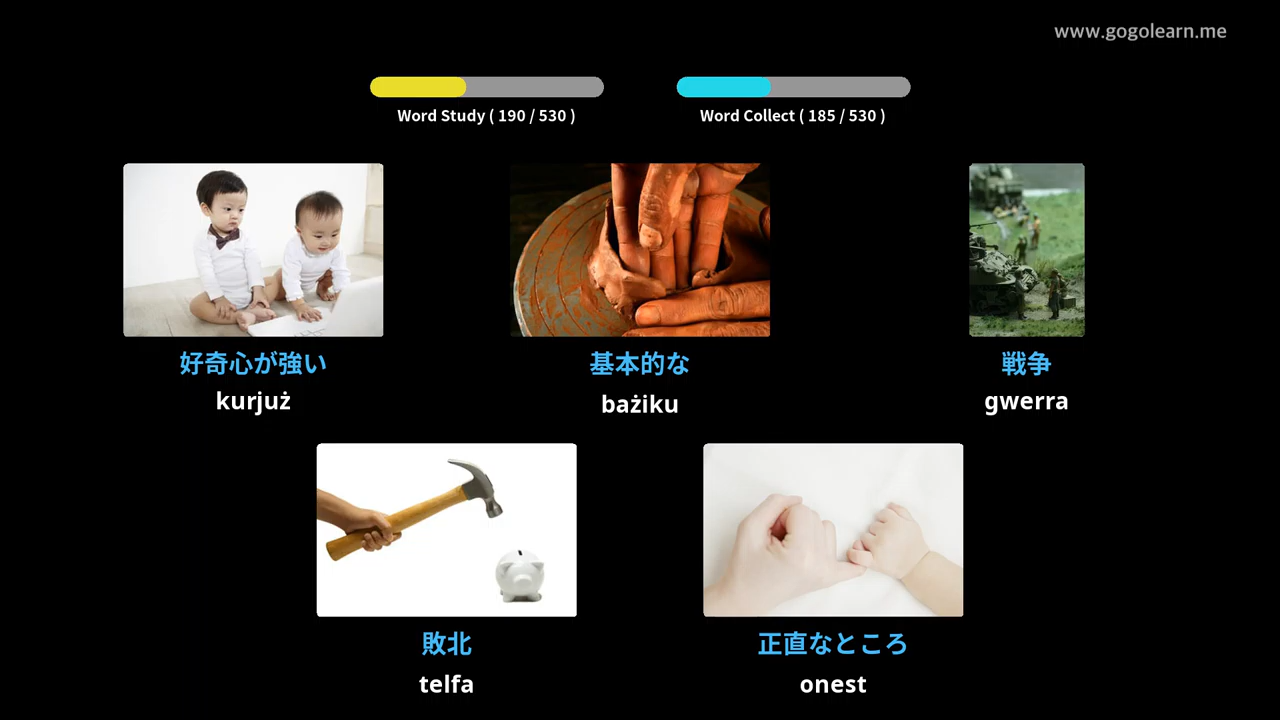 www.gogolearn.me
Word Study ( 190 / 530 )
Word Collect ( 185 / 530 )
好奇心が強い
kurjuż
基本的な
bażiku
戦争
gwerra
敗北
telfa
正直なところ
onest